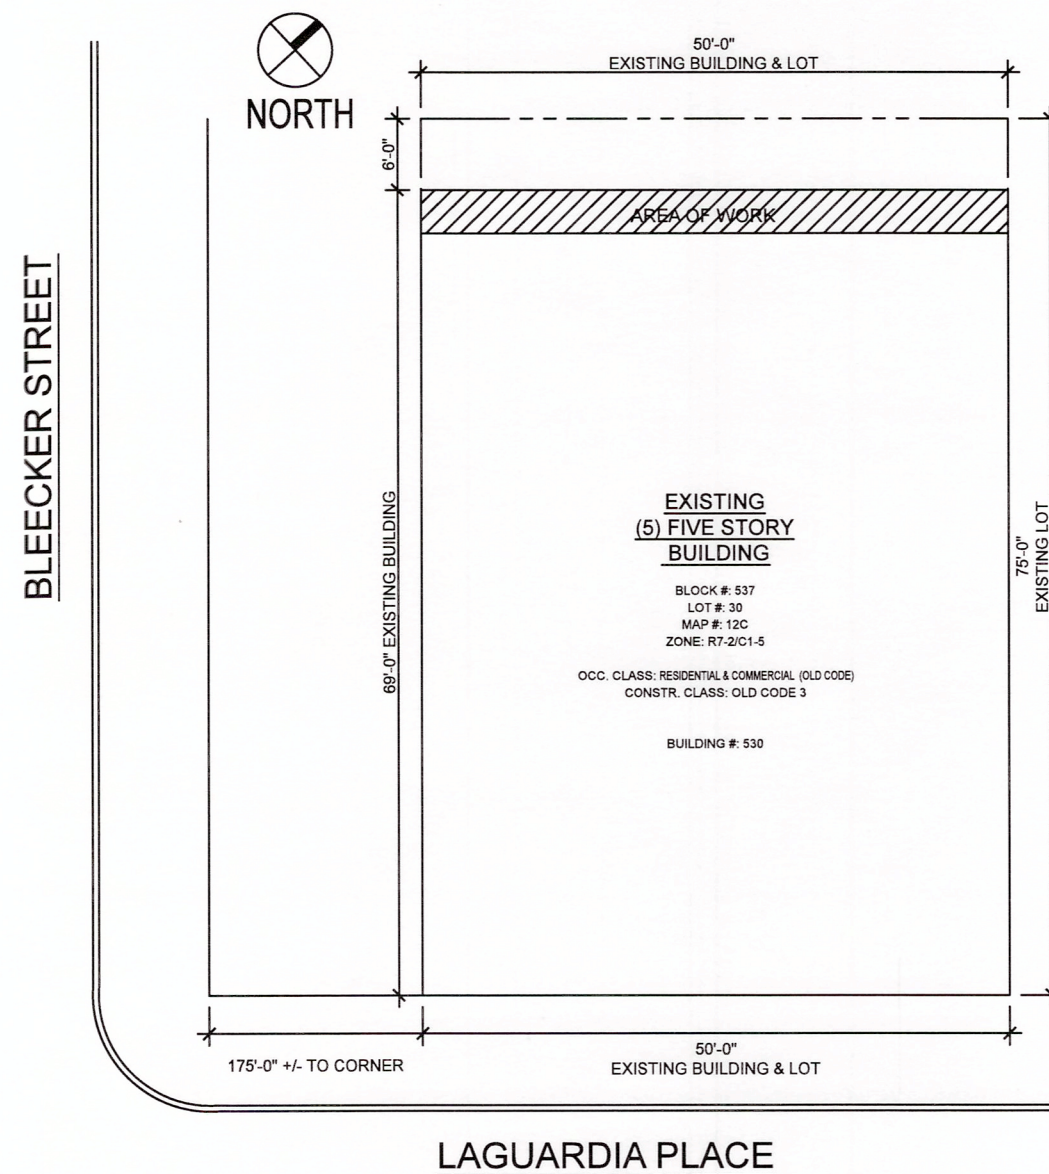 50'-0"
EXISTING BUILDING & LOT
NORTH
6'-0"
AREA OF WORK
BLEECKER STREET
69'-0" EXISTING BUILDING
EXISTING
(5) FIVE STORY
BUILDING
BLOCK #: 537
LOT #: 30
MAP #: 12C
ZONE: R7-2/C1-5
OCC. CLASS: RESIDENTIAL & COMMERCIAL (OLD CODE)
CONSTR. CLASS: OLD CODE 3
BUILDING #: 530
75'-0"
EXISTING LOT
175'-0" +/- TO CORNER
50'-0"
EXISTING BUILDING & LOT
LAGUARDIA PLACE